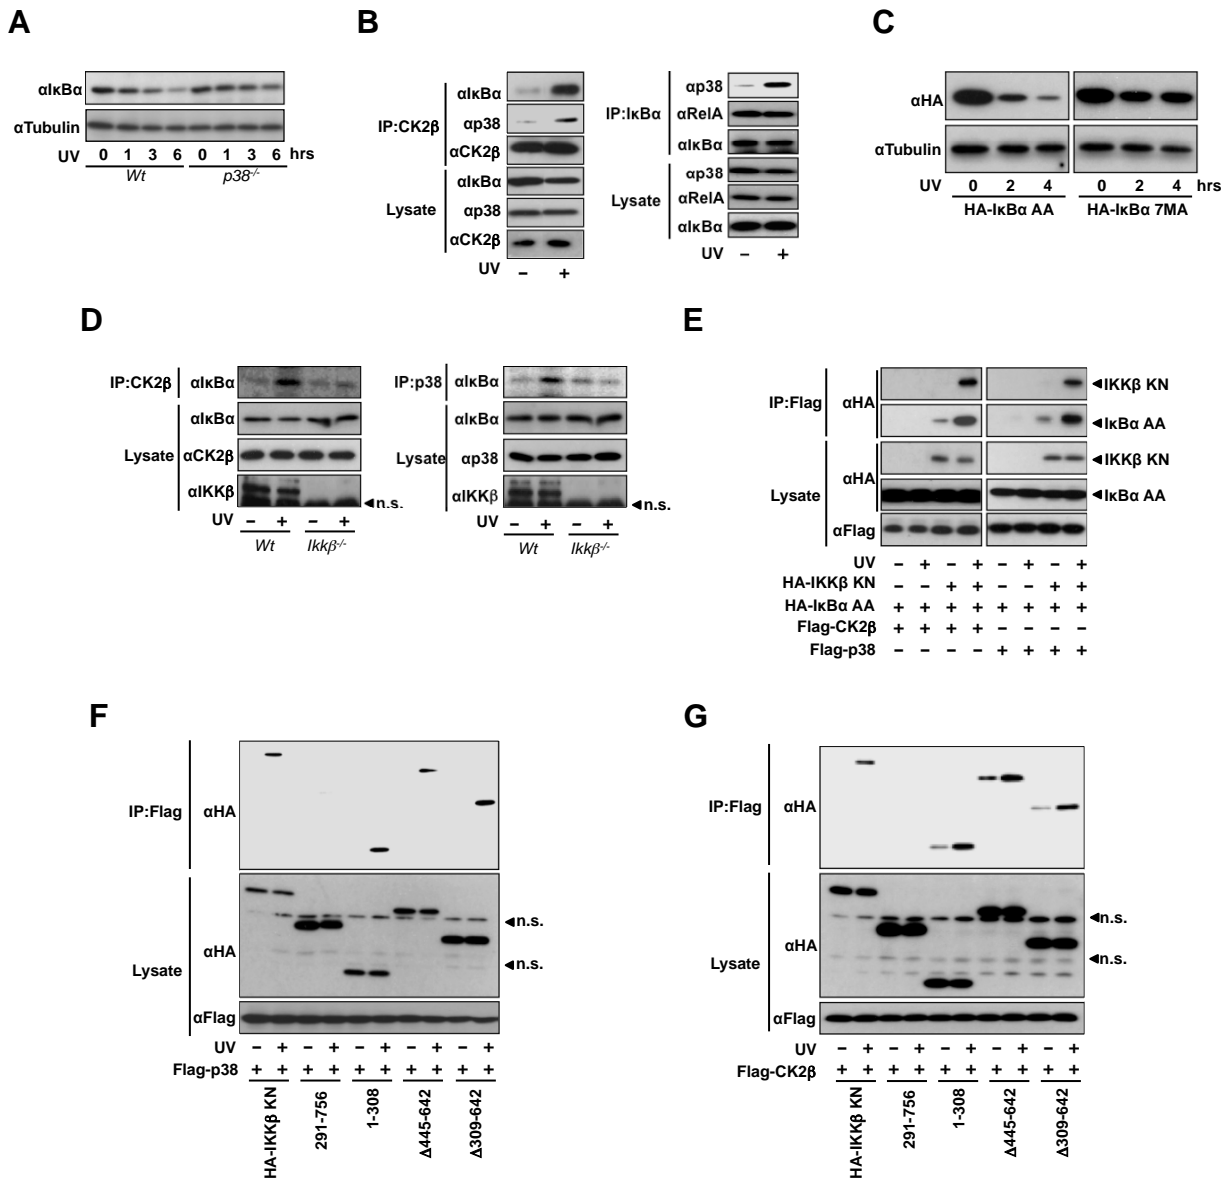 A
αIκBα
αTubulin
UV 0 1 3 6 0 1 3 6 hrs
Wt p38-/-
B
IP:CK2β
αIκBα
αp38
αCK2β
Lysate
αIκBα
αp38
αCK2β
UV – +
IP:IκBα
αp38
αRelA
αIκBα
Lysate
αp38
αRelA
αIκBα
UV – +
C
αHA
αTubulin
UV 0 2 4 0 2 4 hrs
HA-IκBα AA HA-IκBα 7MA
D
IP:CK2β αIκBα
Lysate
αIκBα
αCK2β
αIKKβ
n.s.
UV – + – +
Wt Ikkβ-/-
IP:p38 αIκBα
Lysate
αIκBα
αp38
αIKKβ
n.s.
UV – + – +
Wt Ikkβ-/-
E
IP:Flag αHA
IKKβ KN
IκBα AA
Lysate αHA
IKKβ KN
IκBα AA
αFlag
UV – + – + – + – +
HA-IKKβ KN – – + + – – + +
HA-IκBα AA + + + + + + + +
Flag-CK2β + + + + – – – –
Flag-p38 – – – – + + + +
F
IP:Flag αHA
Lysate αHA
n.s.
n.s.
αFlag
UV – + – + – + – + – +
Flag-p38 + + + + + + + + + +
HA-IKKβ KN
291-756
1-308
Δ445-642
Δ309-642
G
IP:Flag αHA
Lysate αHA
n.s.
n.s.
αFlag
UV – + – + – + – + – +
Flag-CK2β + + + + + + + + + +
HA-IKKβ KN
291-756
1-308
Δ445-642
Δ309-642